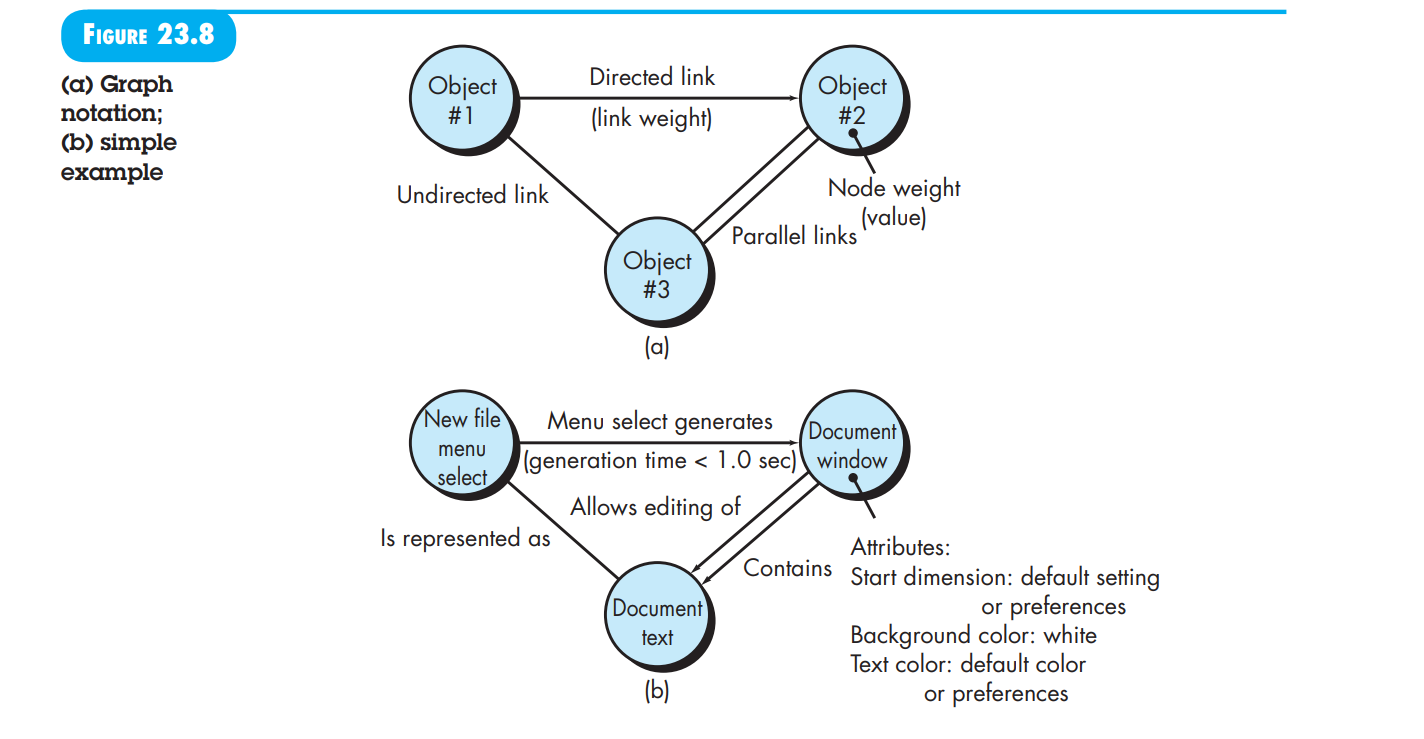 FIGURE 23.8
(a) Graph
notation;
(b) simple
example
Object
#1
Directed link
(link weight)
Object
#2
Undirected link
Node weight
(value)
Parallel links
Object
#3
(a)
New file
menu
select
Menu select generates
(generation time < 1.0 sec)
Document
window
Allows editing of
Is represented as
Contains
Attributes:
Start dimension: default setting
or preferences
Background color: white
Text color: default color
or preferences
Document
text
(b)